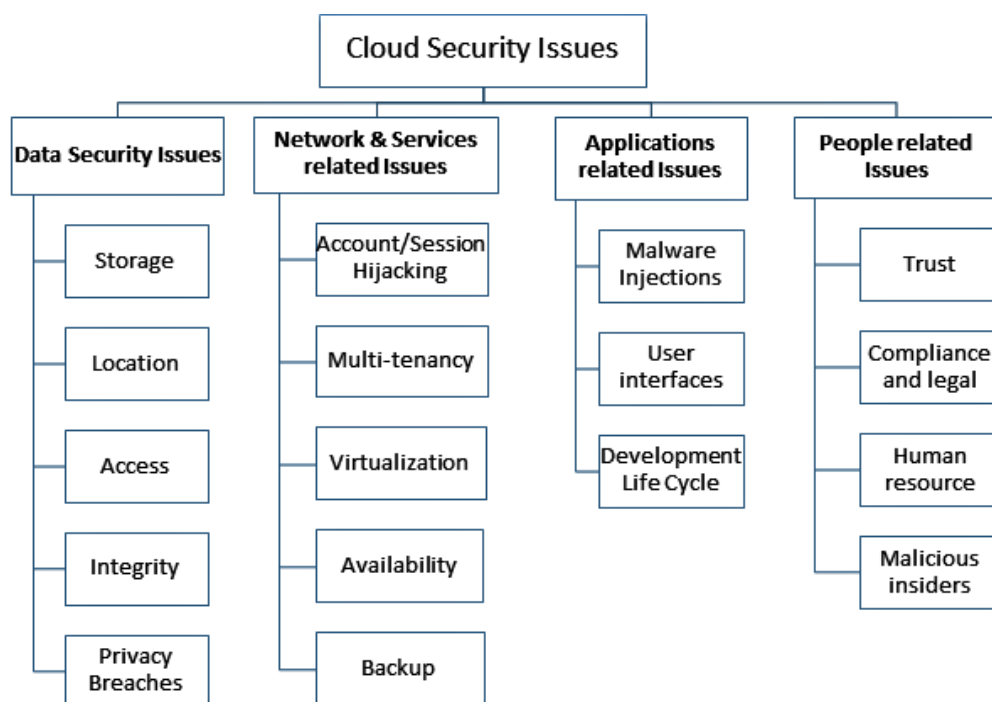 Cloud Security Issues
Data Security Issues
Storage
Location
Access
Integrity
Privacy
Breaches
Network & Services
related Issues
Account/Session
Hijacking
Multi-tenancy
Virtualization
Availability
Backup
Applications
related Issues
Malware
Injections
User
interfaces
Development
Life Cycle
People related
Issues
Trust
Compliance
and legal
Human
resource
Malicious
insiders